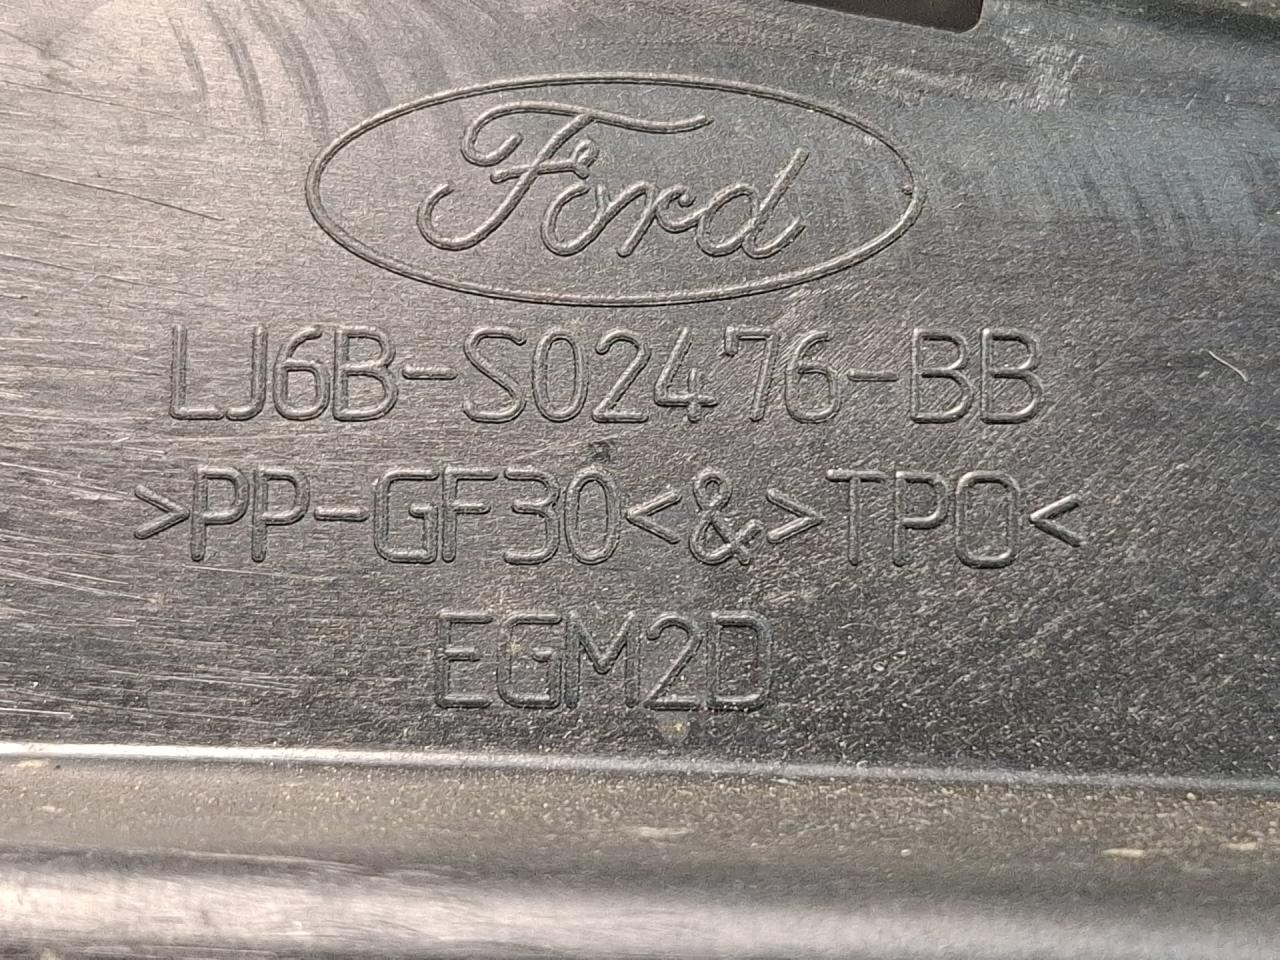 Ford
LJ6B-S02476-BB
>PP-GF30<&>TPO<
EGM2D